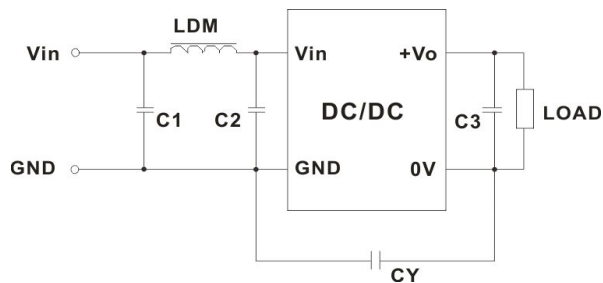 LDM
Vin
Vin
+Vo
C1
C2
DC/DC
C3
LOAD
GND
GND
0V
CY